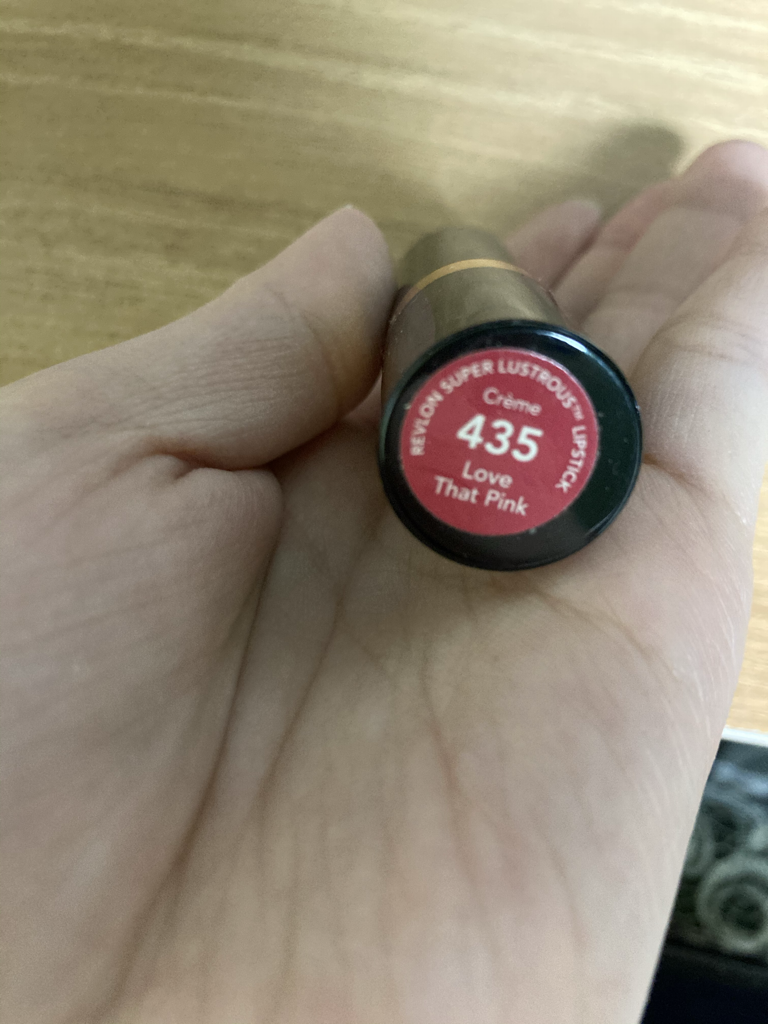 REVLON SUPER LUSTROUS™ LIPSTICK
Crème
435
Love
That Pink